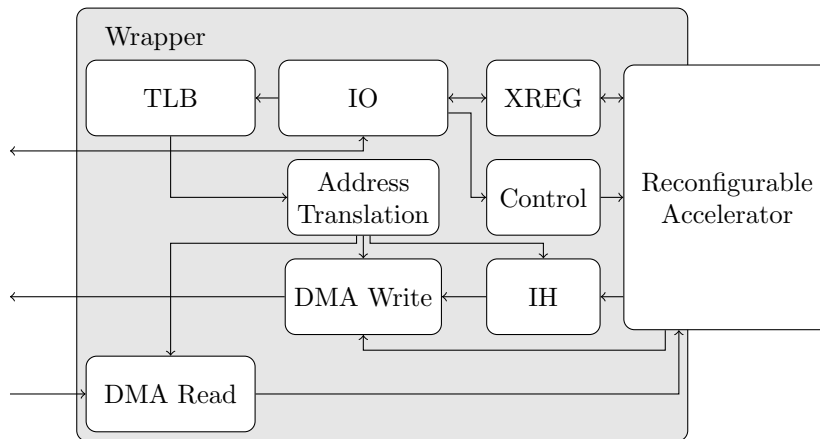 Wrapper
TLB
IO
XREG
Address
Translation
Control
Reconfigurable
Accelerator
DMA Write
IH
DMA Read